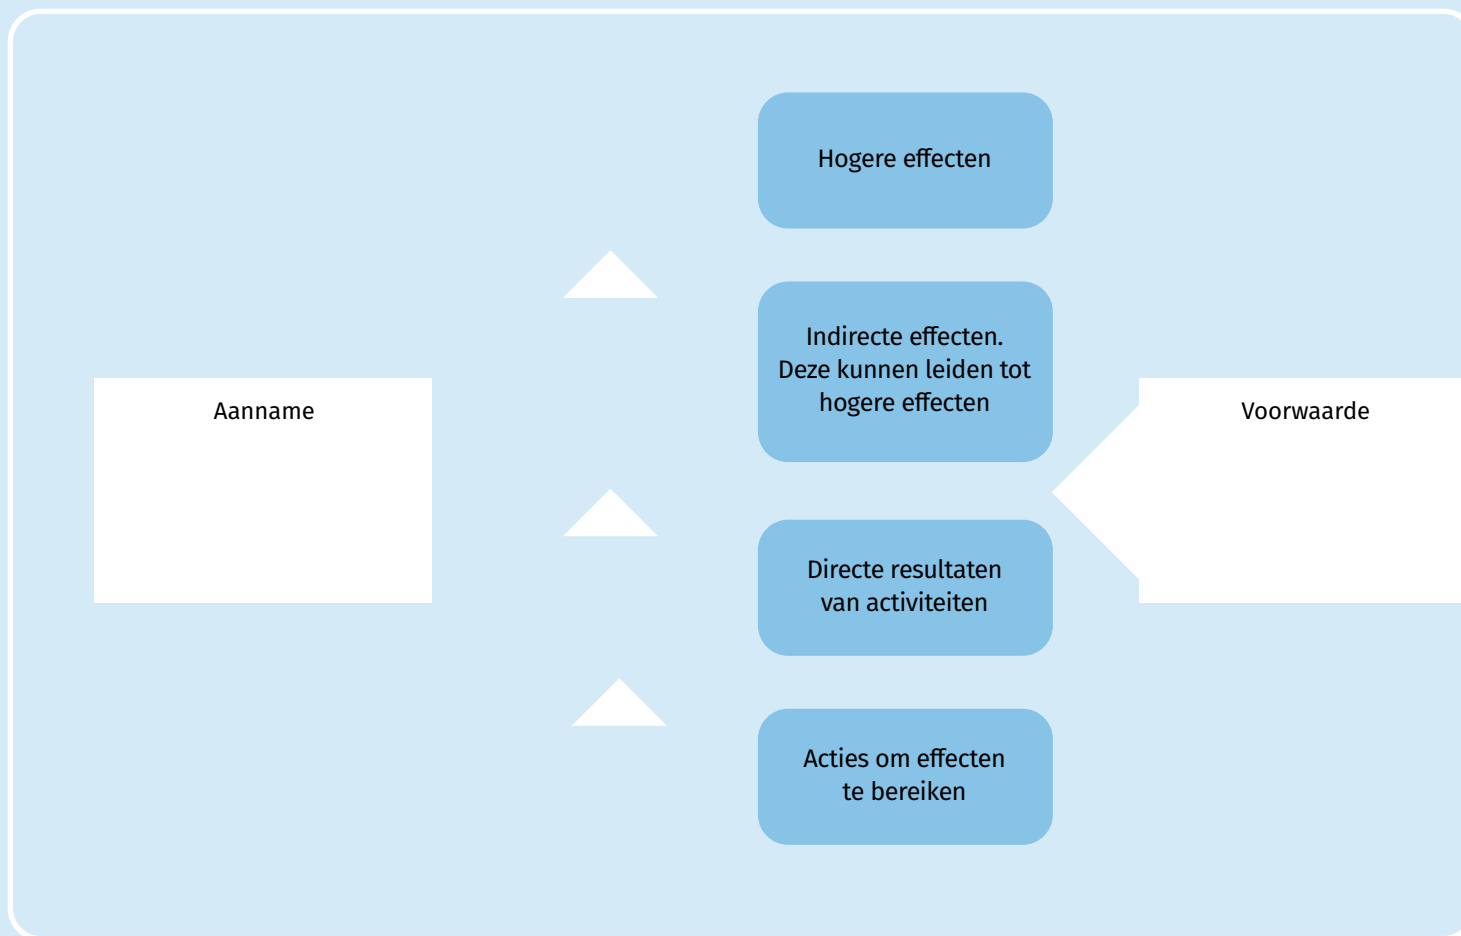 Hogere effecten
Indirecte effecten.
Deze kunnen leiden tot
hogere effecten
Aanname
Voorwaarde
Directe resultaten
van activiteiten
Acties om effecten
te bereiken